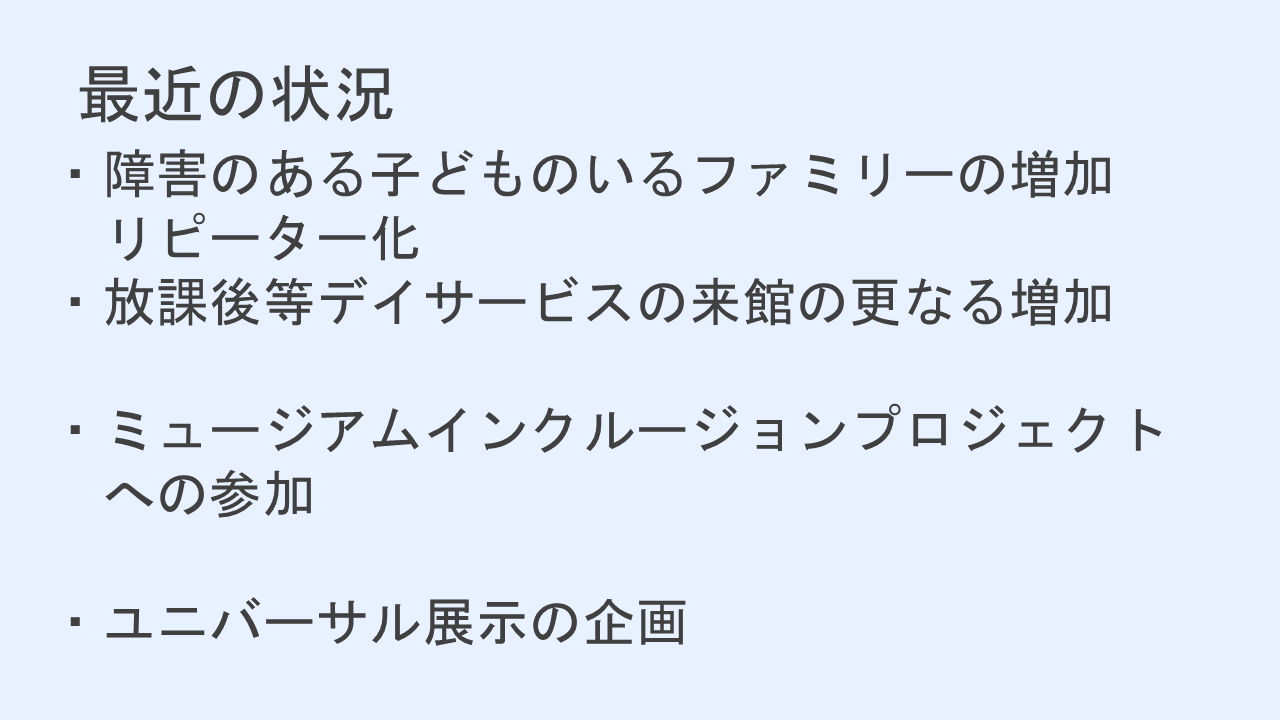 最近の状況
・障害のある子どものいるファミリーの増加
リピーター化
・放課後等デイサービスの来館の更なる増加
・ミュージアムインクルージョンプロジェクト
への参加
・ユニバーサル展示の企画